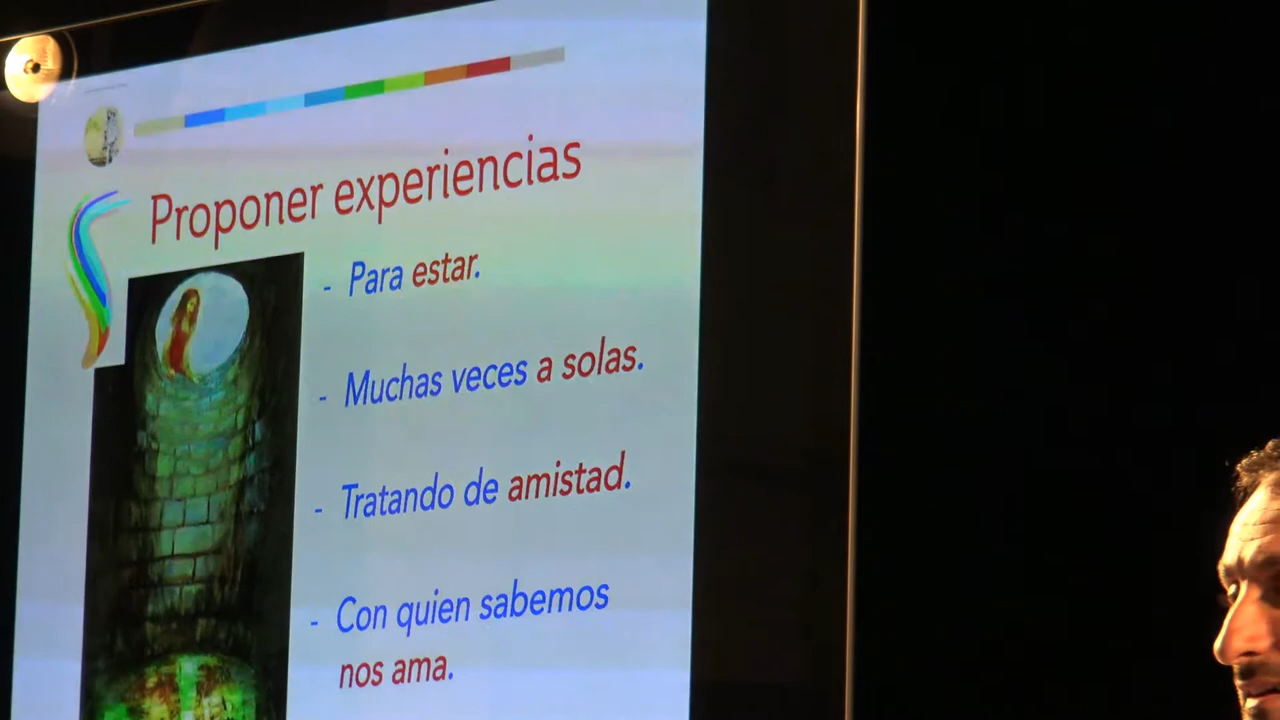 Proponer experiencias
- Para estar.
- Muchas veces a solas.
- Tratando de amistad.
- Con quien sabemos
nos ama.